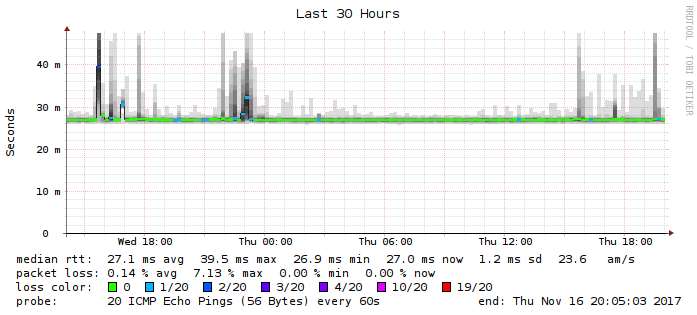 Last 30 Hours
RRDTOOL / TOBI OETIKER
Seconds
40 m
30 m
20 m
10 m
0
Wed 18:00 Thu 00:00 Thu 06:00 Thu 12:00 Thu 18:00
median rtt: 27.1 ms avg 39.5 ms max 26.9 ms min 27.0 ms now 1.2 ms sd 23.6 am/s
packet loss: 0.14 % avg 7.13 % max 0.00 % min 0.00 % now
loss color: 0 1/20 2/20 3/20 4/20 10/20 19/20
probe: 20 ICMP Echo Pings (56 Bytes) every 60s end: Thu Nov 16 20:05:03 2017